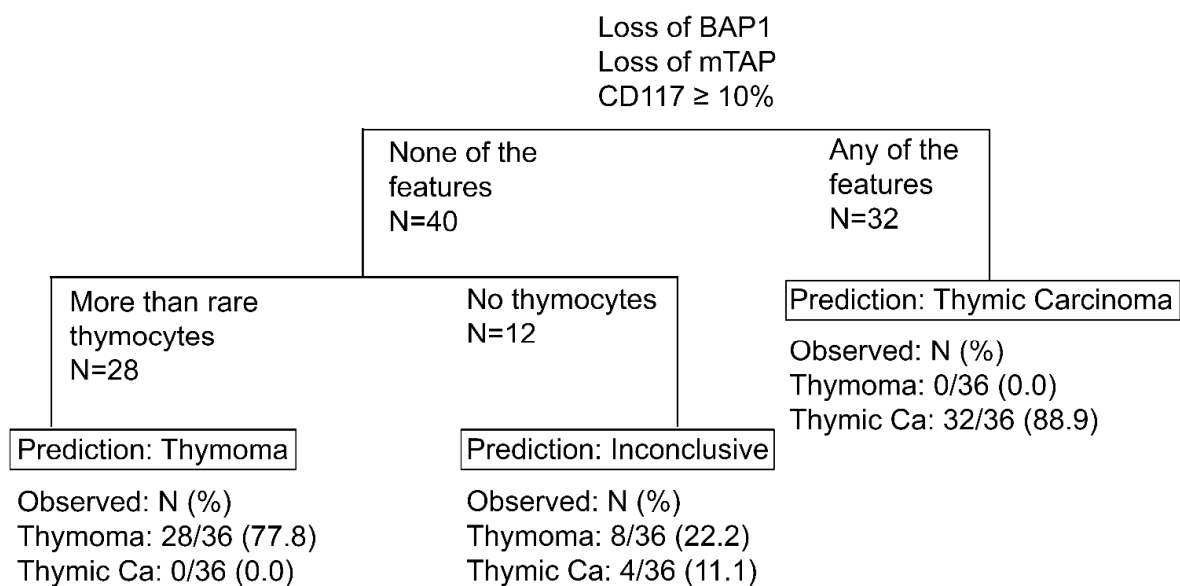 Loss of BAP1
Loss of mTAP
CD117 ≥ 10%
None of the
features
N=40
Any of the
features
N=32
More than rare
thymocytes
N=28
No thymocytes
N=12
Prediction: Thymic Carcinoma
Observed: N (%)
Thymoma: 0/36 (0.0)
Thymic Ca: 32/36 (88.9)
Prediction: Thymoma
Observed: N (%)
Thymoma: 28/36 (77.8)
Thymic Ca: 0/36 (0.0)
Prediction: Inconclusive
Observed: N (%)
Thymoma: 8/36 (22.2)
Thymic Ca: 4/36 (11.1)